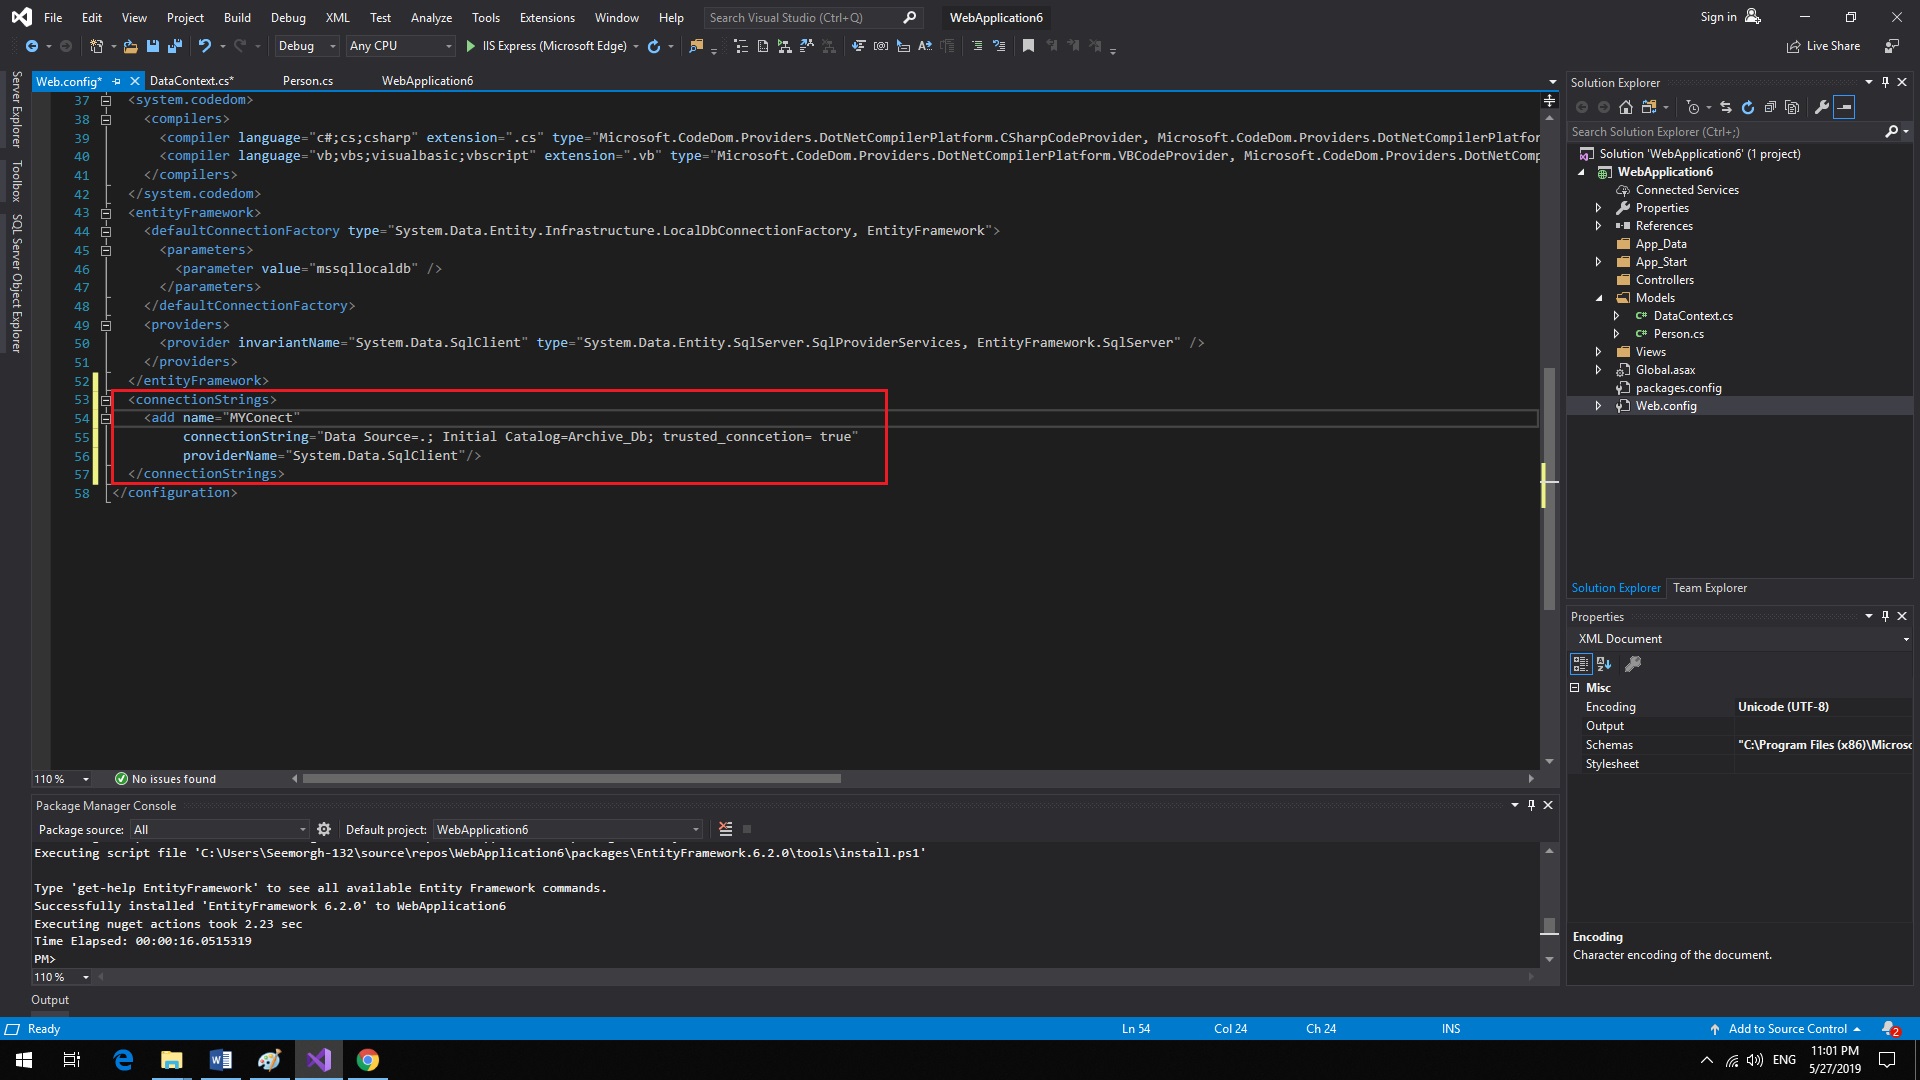 File Edit View Project Build Debug XML Test Analyze Tools Extensions Window Help Search Visual Studio (Ctrl+Q) WebApplication6 Sign in
Debug Any CPU IIS Express (Microsoft Edge) Live Share
Server Explorer
Toolbox
SQL Server Object Explorer
Web.config* DataContext.cs* Person.cs WebApplication6
37 <system.codedom>
38 <compilers>
39 <compiler language="c#;cs;csharp" extension=".cs" type="Microsoft.CodeDom.Providers.DotNetCompilerPlatform.CSharpCodeProvider, Microsoft.CodeDom.Providers.DotNetCompilerPlatfor
40 <compiler language="vb;vbs;visualbasic;vbscript" extension=".vb" type="Microsoft.CodeDom.Providers.DotNetCompilerPlatform.VBCodeProvider, Microsoft.CodeDom.Providers.DotNetComp
41 </compilers>
42 </system.codedom>
43 <entityFramework>
44 <defaultConnectionFactory type="System.Data.Entity.Infrastructure.LocalDbConnectionFactory, EntityFramework">
45 <parameters>
46 <parameter value="mssqllocaldb" />
47 </parameters>
48 </defaultConnectionFactory>
49 <providers>
50 <provider invariantName="System.Data.SqlClient" type="System.Data.Entity.SqlServer.SqlProviderServices, EntityFramework.SqlServer" />
51 </providers>
52 </entityFramework>
53 <connectionStrings>
54 <add name="MYConect"
55 connectionString="Data Source=.; Initial Catalog=Archive_Db; trusted_conncetion= true"
56 providerName="System.Data.SqlClient"/>
57 </connectionStrings>
58 </configuration>
110 % No issues found
Package Manager Console
Package source: All Default project: WebApplication6
Executing script file 'C:\Users\Seemorgh-132\source\repos\WebApplication6\packages\EntityFramework.6.2.0\tools\install.ps1'
Type 'get-help EntityFramework' to see all available Entity Framework commands.
Successfully installed 'EntityFramework 6.2.0' to WebApplication6
Executing nuget actions took 2.23 sec
Time Elapsed: 00:00:16.0515319
PM>
110 %
Output
Solution Explorer
Search Solution Explorer (Ctrl+;)
Solution 'WebApplication6' (1 project)
WebApplication6
Connected Services
Properties
References
App_Data
App_Start
Controllers
Models
C# DataContext.cs
C# Person.cs
Views
Global.asax
packages.config
Web.config
Solution Explorer Team Explorer
Properties
XML Document
Misc
Encoding Unicode (UTF-8)
Output
Schemas "C:\Program Files (x86)\Microso
Stylesheet
Encoding
Character encoding of the document.
Ready Ln 54 Col 24 Ch 24 INS Add to Source Control 2
ENG 11:01 PM
5/27/2019